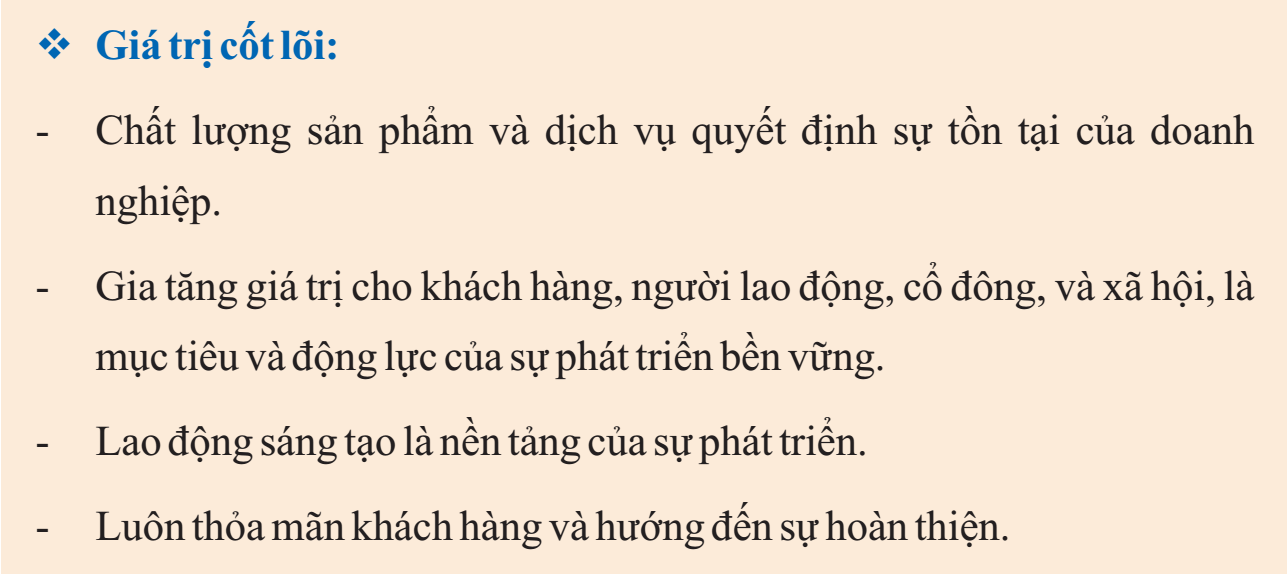 ❖ Giá trị cốt lõi:
- Chất lượng sản phẩm và dịch vụ quyết định sự tồn tại của doanh
nghiệp.
- Gia tăng giá trị cho khách hàng, người lao động, cổ đông, và xã hội, là
mục tiêu và động lực của sự phát triển bền vững.
- Lao động sáng tạo là nền tảng của sự phát triển.
- Luôn thỏa mãn khách hàng và hướng đến sự hoàn thiện.